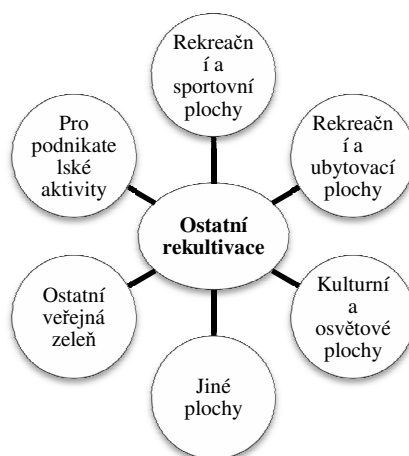 Rekreačn
í a
sportovní
plochy
Rekreačn
í a
ubytovací
plochy
Kulturní
a
osvětové
plochy
Jiné
plochy
Ostatní
veřejná
zeleň
Pro
podnikate
lské
aktivity
Ostatní
rekultivace